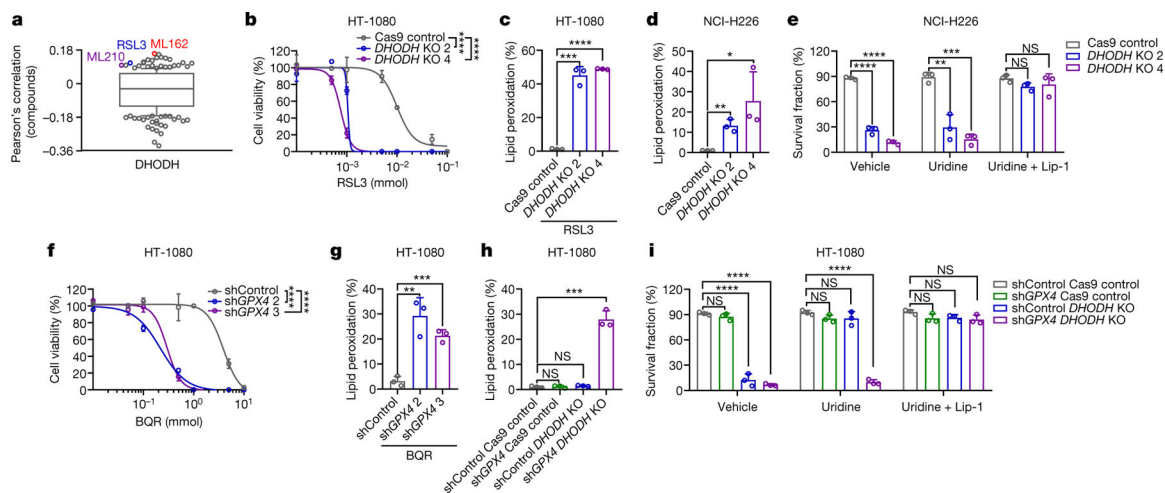 a
Pearson's correlation
(compounds)
0.18
0
−0.18
−0.36
RSL3
ML162
ML210
DHODH
b
HT-1080
Cas9 control
DHODH KO 2
DHODH KO 4
****
****
Cell viability (%)
120
100
80
60
40
20
0
10−3
10−2
10−1
RSL3 (mmol)
c
HT-1080
Lipid peroxidation (%)
60
50
40
30
20
10
0
****
***
Cas9 control
DHODH KO 2
DHODH KO 4
RSL3
d
NCI-H226
Lipid peroxidation (%)
50
40
30
20
10
0
*
**
Cas9 control
DHODH KO 2
DHODH KO 4
e
NCI-H226
Cas9 control
DHODH KO 2
DHODH KO 4
Survival fraction (%)
120
90
60
30
0
****
****
***
**
NS
NS
Vehicle
Uridine
Uridine + Lip-1
f
HT-1080
shControl
shGPX4 2
shGPX4 3
****
****
Cell viability (%)
120
100
80
60
40
20
0
10−1
100
101
BQR (mmol)
g
HT-1080
Lipid peroxidation (%)
40
30
20
10
0
***
**
shControl
shGPX4 2
shGPX4 3
BQR
h
HT-1080
Lipid peroxidation (%)
40
30
20
10
0
***
NS
NS
shControl Cas9 control
shGPX4 Cas9 control
shControl DHODH KO
shGPX4 DHODH KO
i
HT-1080
shControl Cas9 control
shGPX4 Cas9 control
shControl DHODH KO
shGPX4 DHODH KO
Survival fraction (%)
120
90
60
30
0
****
****
NS
****
NS
NS
NS
NS
NS
Vehicle
Uridine
Uridine + Lip-1